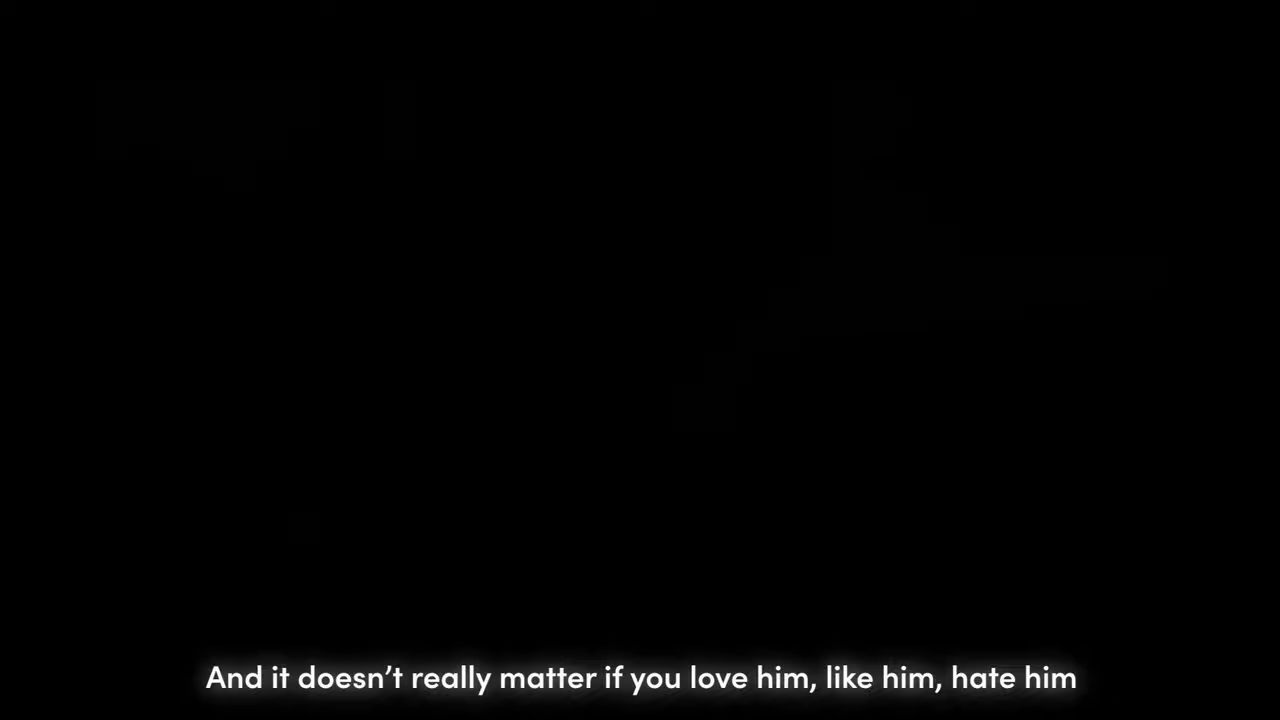 And it doesn’t really matter if you love him, like him, hate him